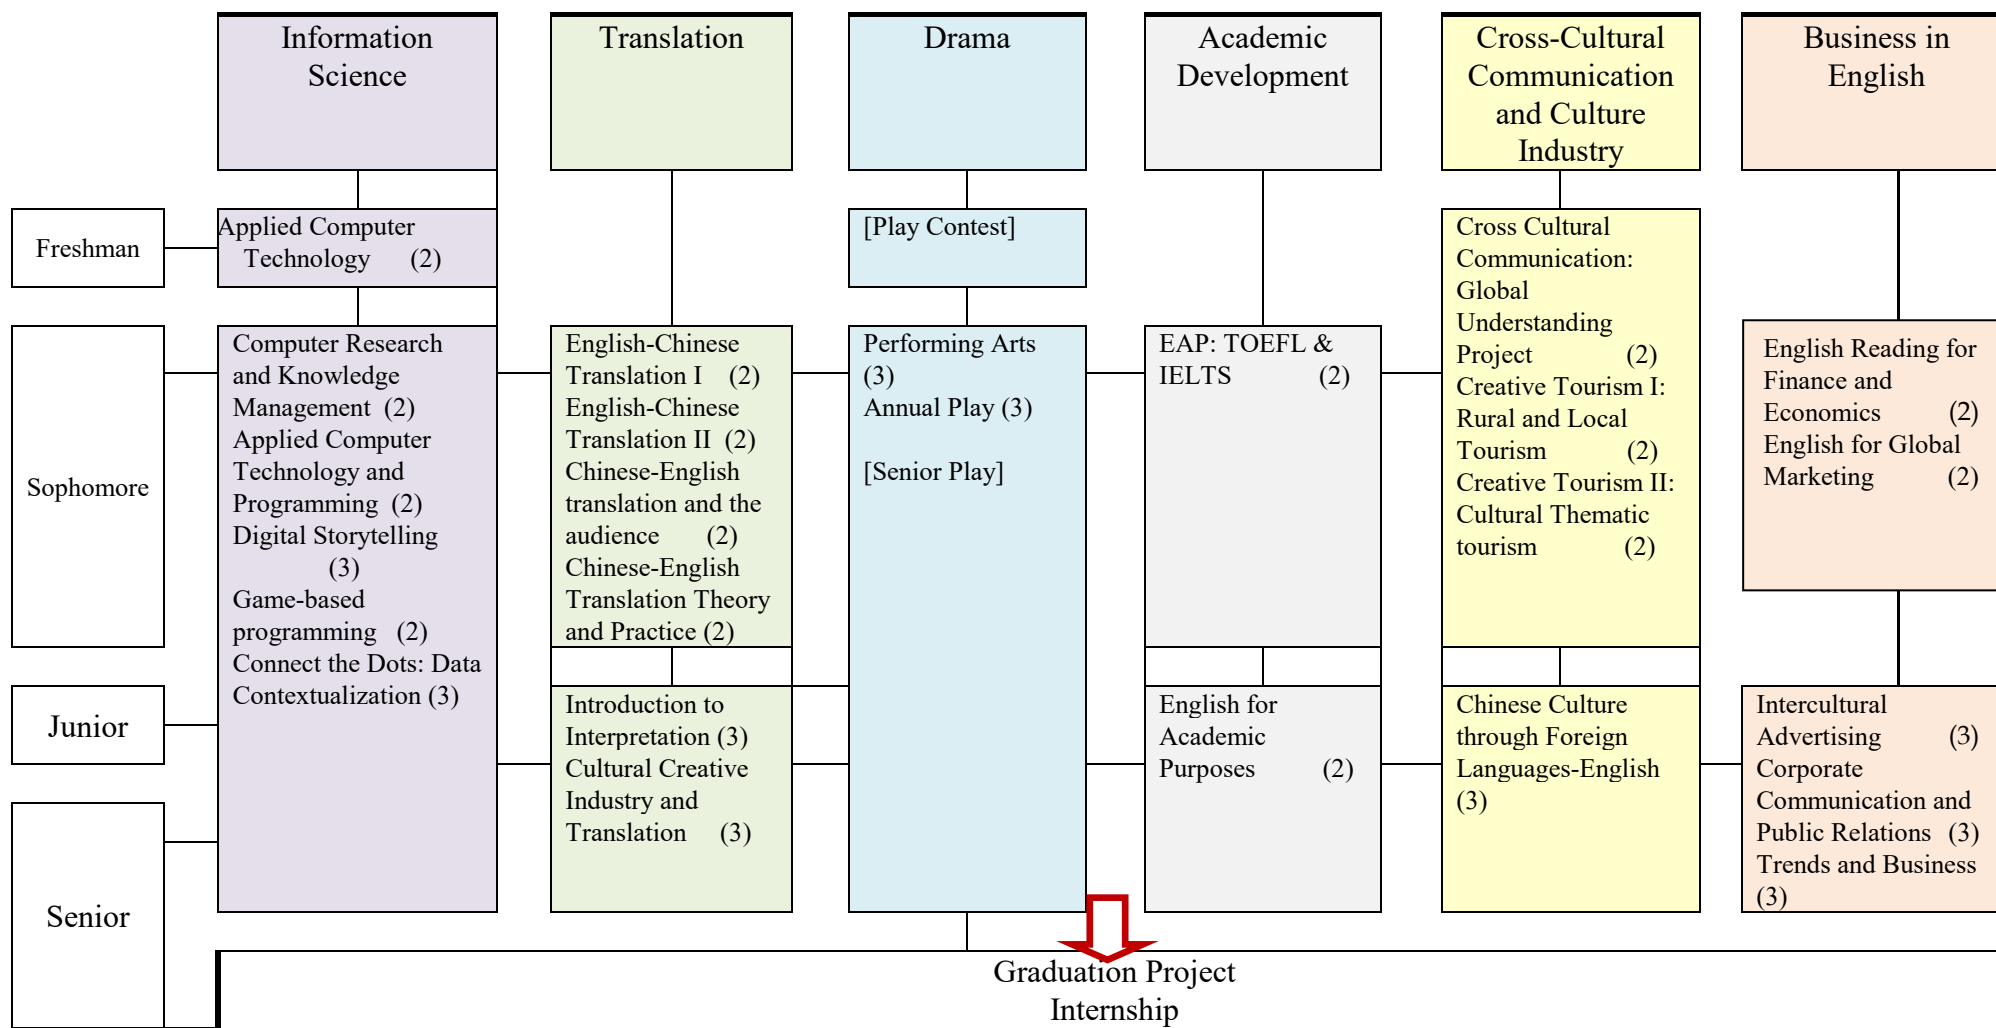 Information
Science
Translation
Drama
Academic
Development
Cross-Cultural
Communication
and Culture
Industry
Business in
English
Freshman
Applied Computer
Technology (2)
[Play Contest]
Cross Cultural
Communication:
Global
Understanding
Project (2)
Creative Tourism I:
Rural and Local
Tourism (2)
Creative Tourism II:
Cultural Thematic
tourism (2)
Sophomore
Computer Research
and Knowledge
Management (2)
Applied Computer
Technology and
Programming (2)
Digital Storytelling
(3)
Game-based
programming (2)
Connect the Dots: Data
Contextualization (3)
English-Chinese
Translation I (2)
English-Chinese
Translation II (2)
Chinese-English
translation and the
audience (2)
Chinese-English
Translation Theory
and Practice (2)
Performing Arts
(3)
Annual Play (3)
[Senior Play]
EAP: TOEFL &
IELTS (2)
English Reading for
Finance and
Economics (2)
English for Global
Marketing (2)
Junior
Introduction to
Interpretation (3)
Cultural Creative
Industry and
Translation (3)
English for
Academic
Purposes (2)
Chinese Culture
through Foreign
Languages-English
(3)
Intercultural
Advertising (3)
Corporate
Communication and
Public Relations (3)
Trends and Business
(3)
Senior
Graduation Project
Internship